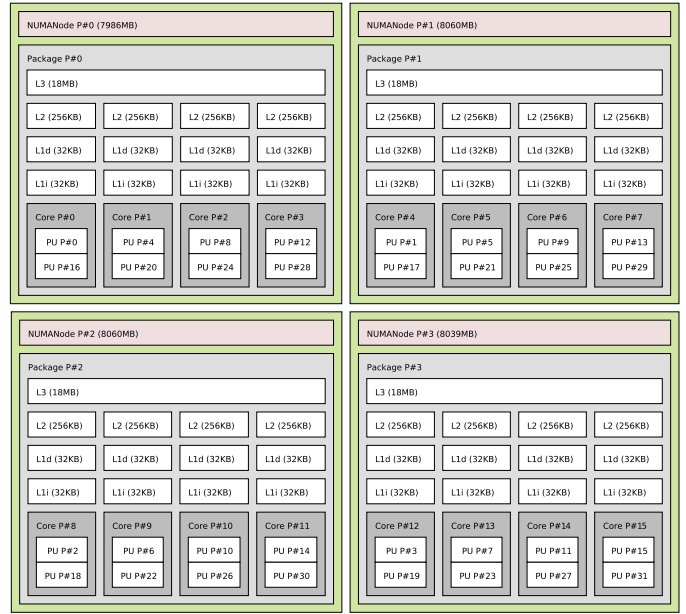 NUMANode P#0 (7986MB)
Package P#0
L3 (18MB)
L2 (256KB) L2 (256KB) L2 (256KB) L2 (256KB)
L1d (32KB) L1d (32KB) L1d (32KB) L1d (32KB)
L1i (32KB) L1i (32KB) L1i (32KB) L1i (32KB)
Core P#0 Core P#1 Core P#2 Core P#3
PU P#0 PU P#4 PU P#8 PU P#12
PU P#16 PU P#20 PU P#24 PU P#28
NUMANode P#1 (8060MB)
Package P#1
L3 (18MB)
L2 (256KB) L2 (256KB) L2 (256KB) L2 (256KB)
L1d (32KB) L1d (32KB) L1d (32KB) L1d (32KB)
L1i (32KB) L1i (32KB) L1i (32KB) L1i (32KB)
Core P#4 Core P#5 Core P#6 Core P#7
PU P#1 PU P#5 PU P#9 PU P#13
PU P#17 PU P#21 PU P#25 PU P#29
NUMANode P#2 (8060MB)
Package P#2
L3 (18MB)
L2 (256KB) L2 (256KB) L2 (256KB) L2 (256KB)
L1d (32KB) L1d (32KB) L1d (32KB) L1d (32KB)
L1i (32KB) L1i (32KB) L1i (32KB) L1i (32KB)
Core P#8 Core P#9 Core P#10 Core P#11
PU P#2 PU P#6 PU P#10 PU P#14
PU P#18 PU P#22 PU P#26 PU P#30
NUMANode P#3 (8039MB)
Package P#3
L3 (18MB)
L2 (256KB) L2 (256KB) L2 (256KB) L2 (256KB)
L1d (32KB) L1d (32KB) L1d (32KB) L1d (32KB)
L1i (32KB) L1i (32KB) L1i (32KB) L1i (32KB)
Core P#12 Core P#13 Core P#14 Core P#15
PU P#3 PU P#7 PU P#11 PU P#15
PU P#19 PU P#23 PU P#27 PU P#31